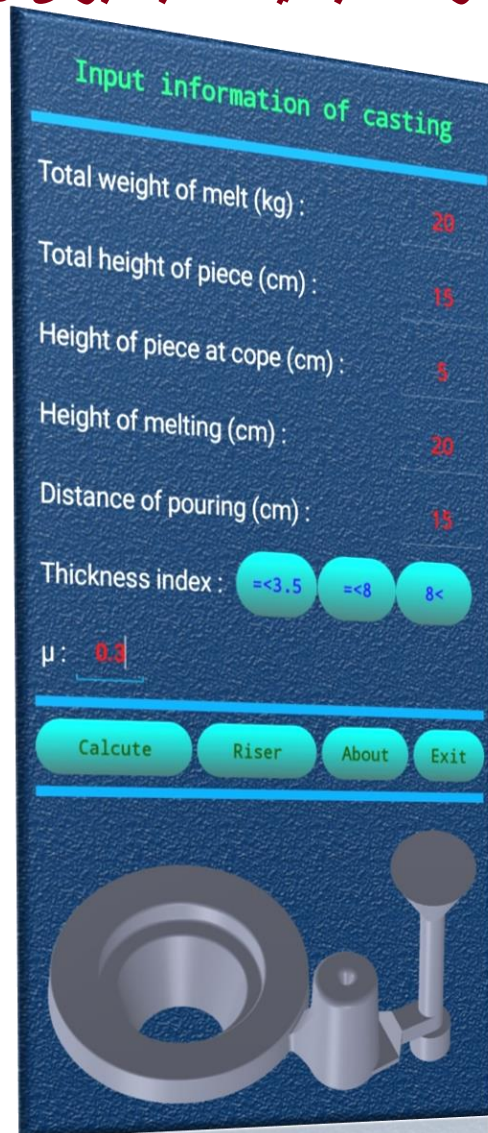 Input information of casting
Total weight of melt (kg) : 20
Total height of piece (cm) : 15
Height of piece at cope (cm) : 5
Height of melting (cm) : 20
Distance of pouring (cm) : 15
Thickness index : =<3.5 =<8 8<
μ : 0.3
Calcute Riser About Exit